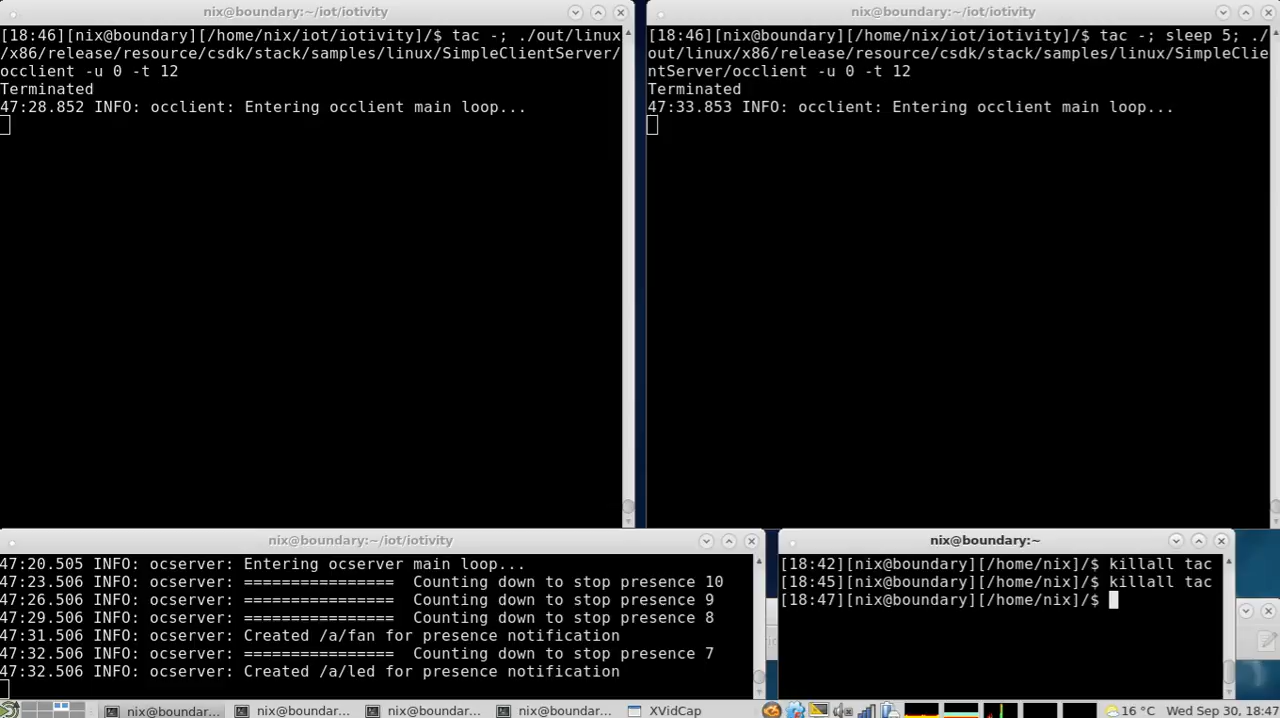 nix@boundary:~/iot/iotivity
[18:46][nix@boundary][/home/nix/iot/iotivity]/$ tac -; ./out/linux
/x86/release/resource/csdk/stack/samples/linux/SimpleClientServer/
occlient -u 0 -t 12
Terminated
47:28.852 INFO: occlient: Entering occlient main loop...
nix@boundary:~/iot/iotivity
[18:46][nix@boundary][/home/nix/iot/iotivity]/$ tac -; sleep 5; ./
out/linux/x86/release/resource/csdk/stack/samples/linux/SimpleClie
ntServer/occlient -u 0 -t 12
Terminated
47:33.853 INFO: occlient: Entering occlient main loop...
nix@boundary:~/iot/iotivity
47:20.505 INFO: ocserver: Entering ocserver main loop...
47:23.506 INFO: ocserver: ================  Counting down to stop presence 10
47:26.506 INFO: ocserver: ================  Counting down to stop presence 9
47:29.506 INFO: ocserver: ================  Counting down to stop presence 8
47:31.506 INFO: ocserver: Created /a/fan for presence notification
47:32.506 INFO: ocserver: ================  Counting down to stop presence 7
47:32.506 INFO: ocserver: Created /a/led for presence notification
nix@boundary:~
[18:42][nix@boundary][/home/nix]/$ killall tac
[18:45][nix@boundary][/home/nix]/$ killall tac
[18:47][nix@boundary][/home/nix]/$
nix@boundar... nix@boundar... nix@boundar... nix@boundar... XVidCap 16 °C Wed Sep 30, 18:47